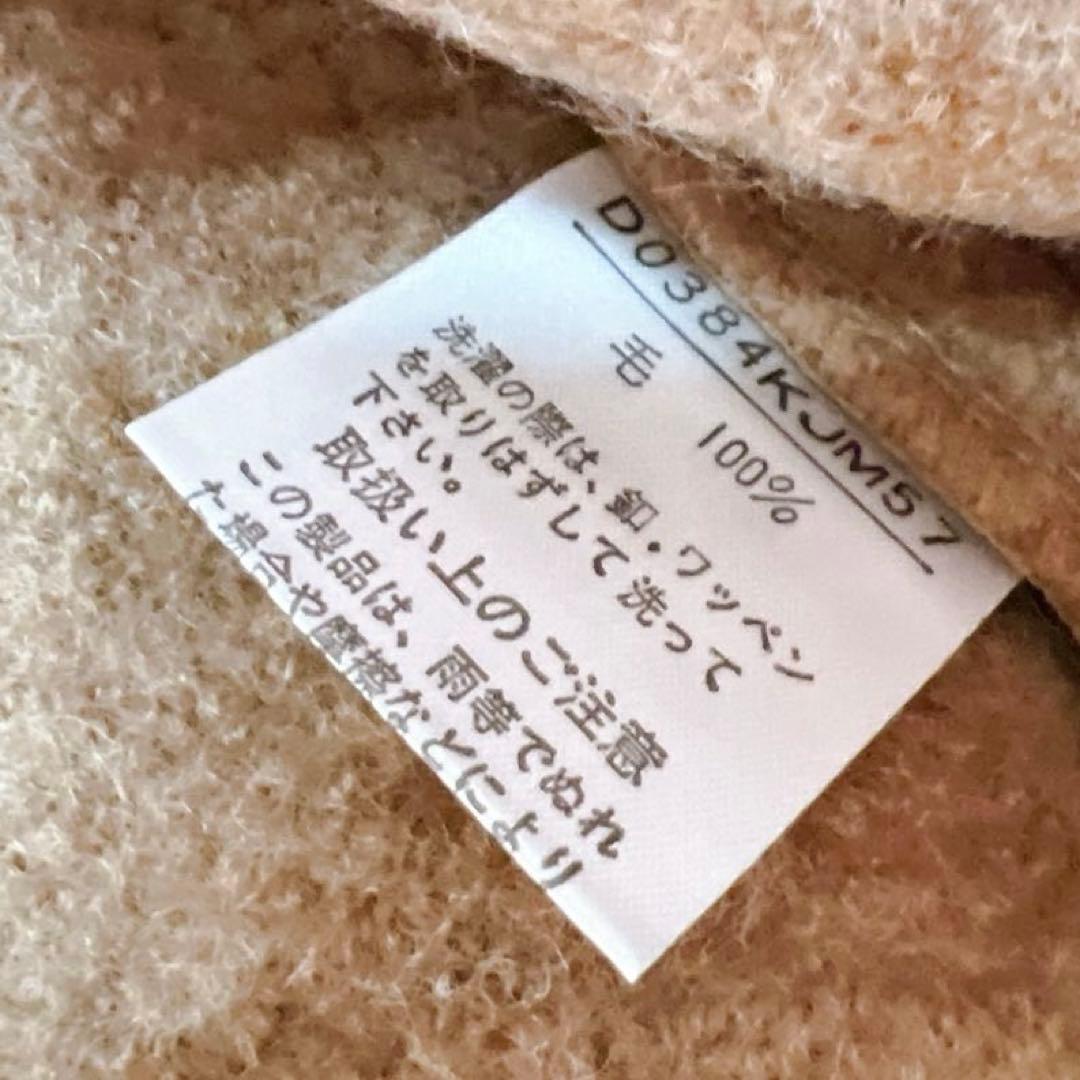 D0384KJM57
毛 100%
洗濯の際は、釦・ワッペン
を取りはずして洗って
下さい。
取扱い上のご注意
この製品は、雨等でぬれ
た場合や摩擦などにより